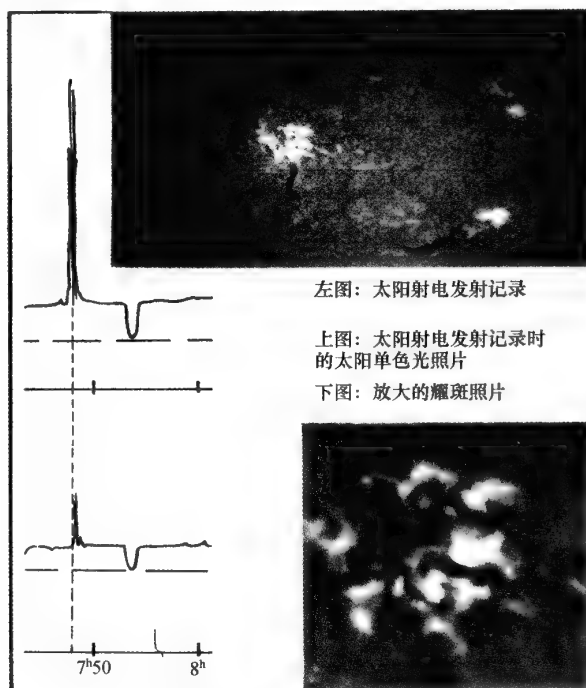 左图：太阳射电发射记录
上图：太阳射电发射记录时
的太阳单色光照片
下图：放大的耀斑照片
7ʰ50
8ʰ